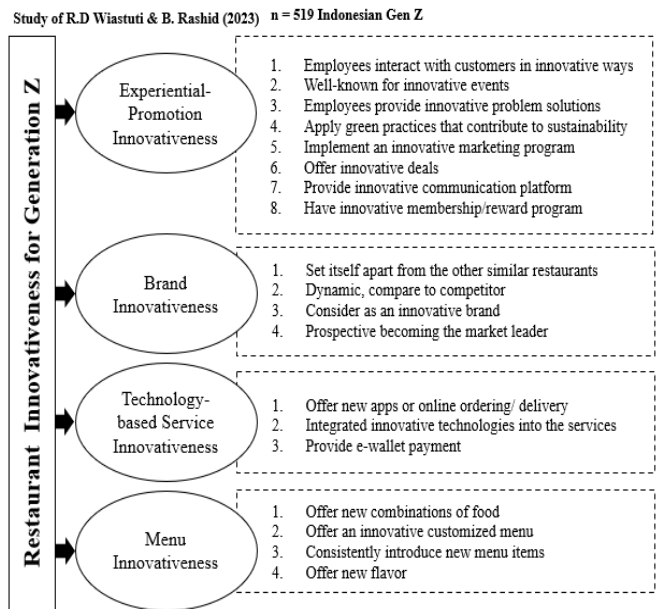 Study of R.D Wiastuti & B. Rashid (2023) n = 519 Indonesian Gen Z
Restaurant Innovativeness for Generation Z
Experiential-
Promotion
Innovativeness
1. Employees interact with customers in innovative ways
2. Well-known for innovative events
3. Employees provide innovative problem solutions
4. Apply green practices that contribute to sustainability
5. Implement an innovative marketing program
6. Offer innovative deals
7. Provide innovative communication platform
8. Have innovative membership/reward program
Brand
Innovativeness
1. Set itself apart from the other similar restaurants
2. Dynamic, compare to competitor
3. Consider as an innovative brand
4. Prospective becoming the market leader
Technology-
based Service
Innovativeness
1. Offer new apps or online ordering/ delivery
2. Integrated innovative technologies into the services
3. Provide e-wallet payment
Menu
Innovativeness
1. Offer new combinations of food
2. Offer an innovative customized menu
3. Consistently introduce new menu items
4. Offer new flavor